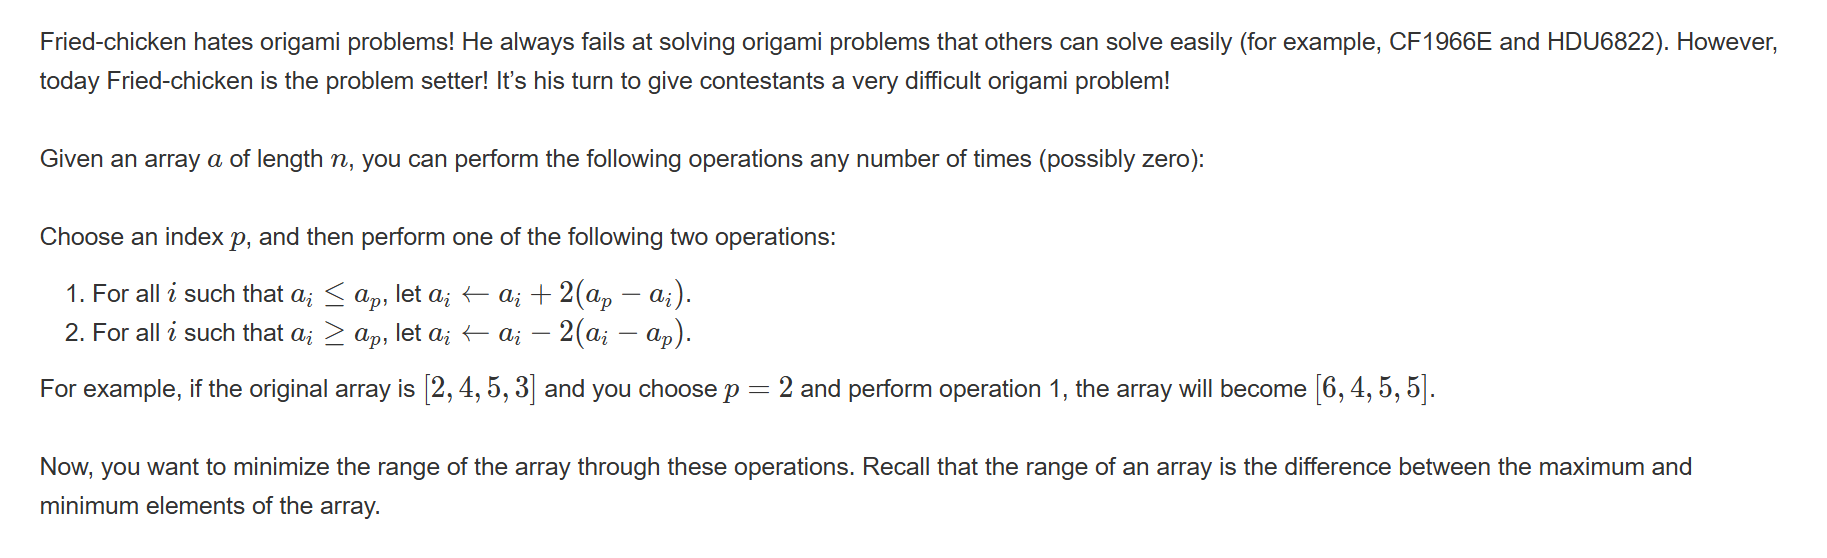 Fried-chicken hates origami problems! He always fails at solving origami problems that others can solve easily (for example, CF1966E and HDU6822). However,
today Fried-chicken is the problem setter! It’s his turn to give contestants a very difficult origami problem!
Given an array a of length n, you can perform the following operations any number of times (possibly zero):
Choose an index p, and then perform one of the following two operations:
1. For all i such that a_i ≤ a_p, let a_i ← a_i + 2(a_p − a_i).
2. For all i such that a_i ≥ a_p, let a_i ← a_i − 2(a_i − a_p).
For example, if the original array is [2, 4, 5, 3] and you choose p = 2 and perform operation 1, the array will become [6, 4, 5, 5].
Now, you want to minimize the range of the array through these operations. Recall that the range of an array is the difference between the maximum and
minimum elements of the array.